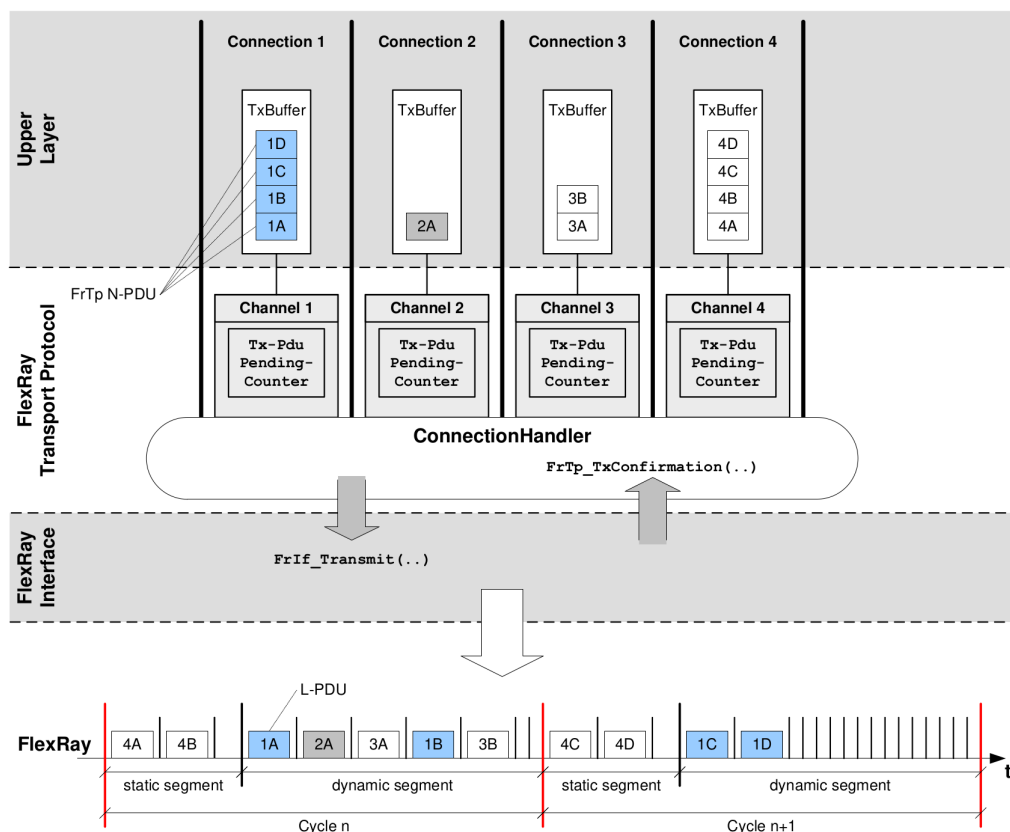 Upper
Layer
Connection 1
Connection 2
Connection 3
Connection 4
TxBuffer
TxBuffer
TxBuffer
TxBuffer
1D
1C
1B
1A
2A
3B
3A
4D
4C
4B
4A
FrTp N-PDU
FlexRay
Transport Protocol
Channel 1
Channel 2
Channel 3
Channel 4
Tx-Pdu
Pending-
Counter
Tx-Pdu
Pending-
Counter
Tx-Pdu
Pending-
Counter
Tx-Pdu
Pending-
Counter
ConnectionHandler
FrTp_TxConfirmation(..)
FlexRay
Interface
FrIf_Transmit(..)
L-PDU
FlexRay
4A
4B
1A
2A
3A
1B
3B
4C
4D
1C
1D
t
static segment
dynamic segment
static segment
dynamic segment
Cycle n
Cycle n+1